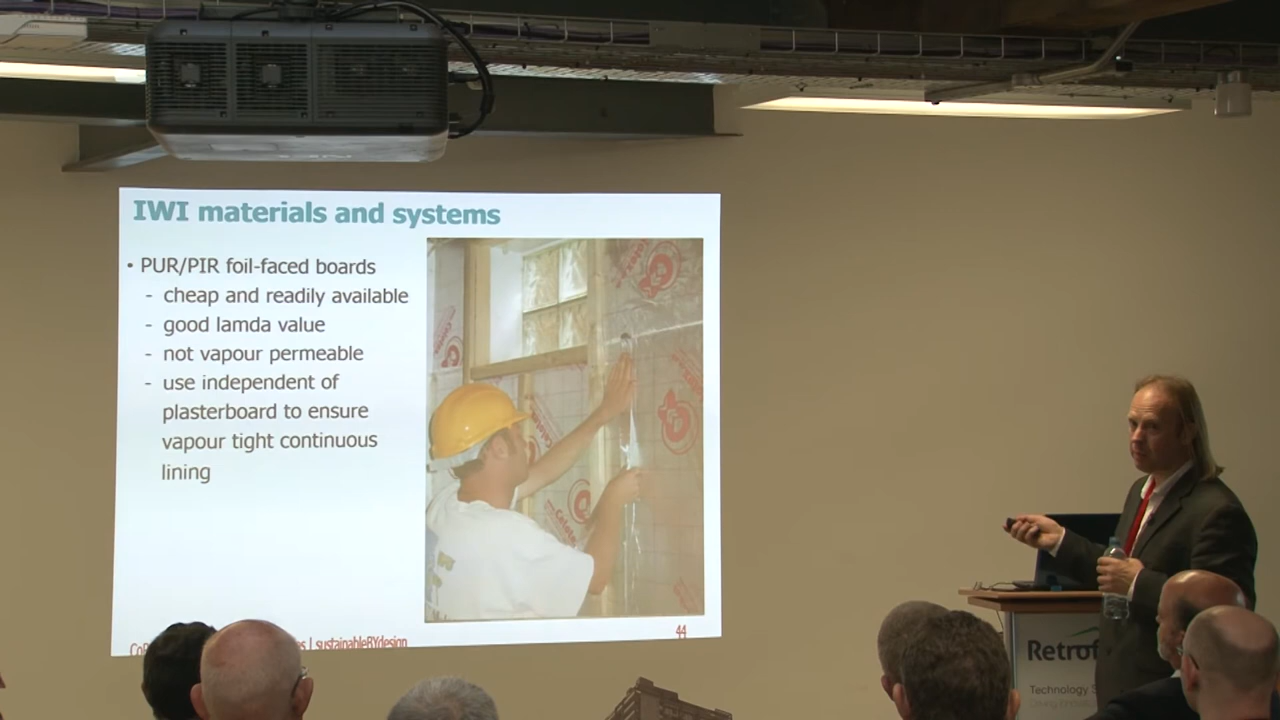 IWI materials and systems
• PUR/PIR foil-faced boards
- cheap and readily available
- good lamda value
- not vapour permeable
- use independent of
plasterboard to ensure
vapour tight continuous
lining
| sustainableBYdesign
44
Technology